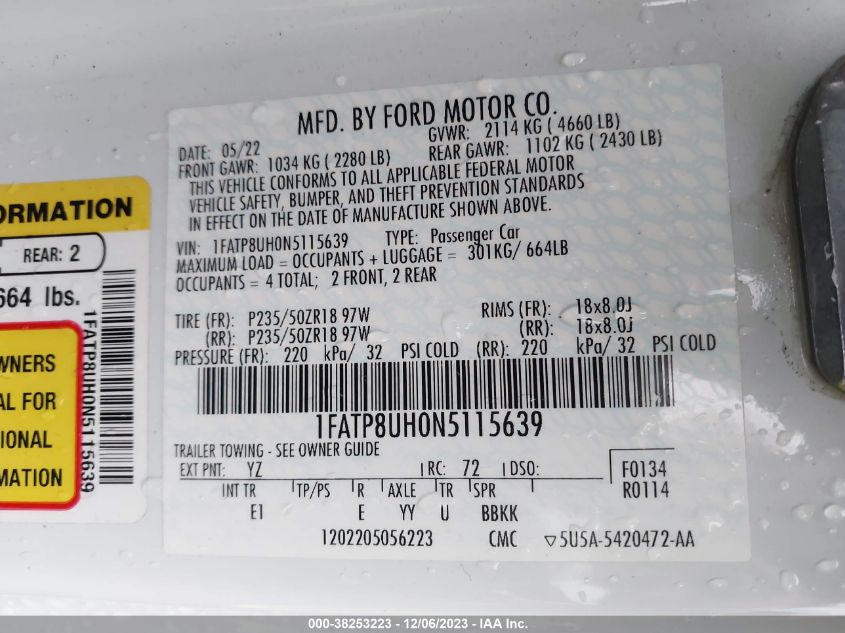 MFD. BY FORD MOTOR CO.
DATE: 05/22 GVWR: 2114 KG ( 4660 LB)
FRONT GAWR: 1034 KG ( 2280 LB) REAR GAWR: 1102 KG ( 2430 LB)
THIS VEHICLE CONFORMS TO ALL APPLICABLE FEDERAL MOTOR
VEHICLE SAFETY, BUMPER, AND THEFT PREVENTION STANDARDS
IN EFFECT ON THE DATE OF MANUFACTURE SHOWN ABOVE.
VIN: 1FATP8UH0N5115639 TYPE: Passenger Car
MAXIMUM LOAD = OCCUPANTS + LUGGAGE = 301KG/ 664LB
OCCUPANTS = 4 TOTAL; 2 FRONT, 2 REAR
TIRE (FR): P235/50ZR18 97W RIMS (FR): 18x8.0J
(RR): P235/50ZR18 97W (RR): 18x8.0J
PRESSURE (FR): 220 kPa/ 32 PSI COLD (RR): 220 kPa/ 32 PSI COLD
1FATP8UH0N5115639
TRAILER TOWING - SEE OWNER GUIDE
EXT PNT: YZ RC: 72 DSO: F0134
R0114
INT TR TP/PS R AXLE TR SPR
E1 E YY U BBKK
1202205056223 CMC ▽5U5A-5420472-AA
ORMATION
REAR: 2
664 lbs.
1FATP8UH0N5115639
WNERS
AL FOR
IONAL
MATION
000-38253223 - 12/06/2023 - IAA Inc.